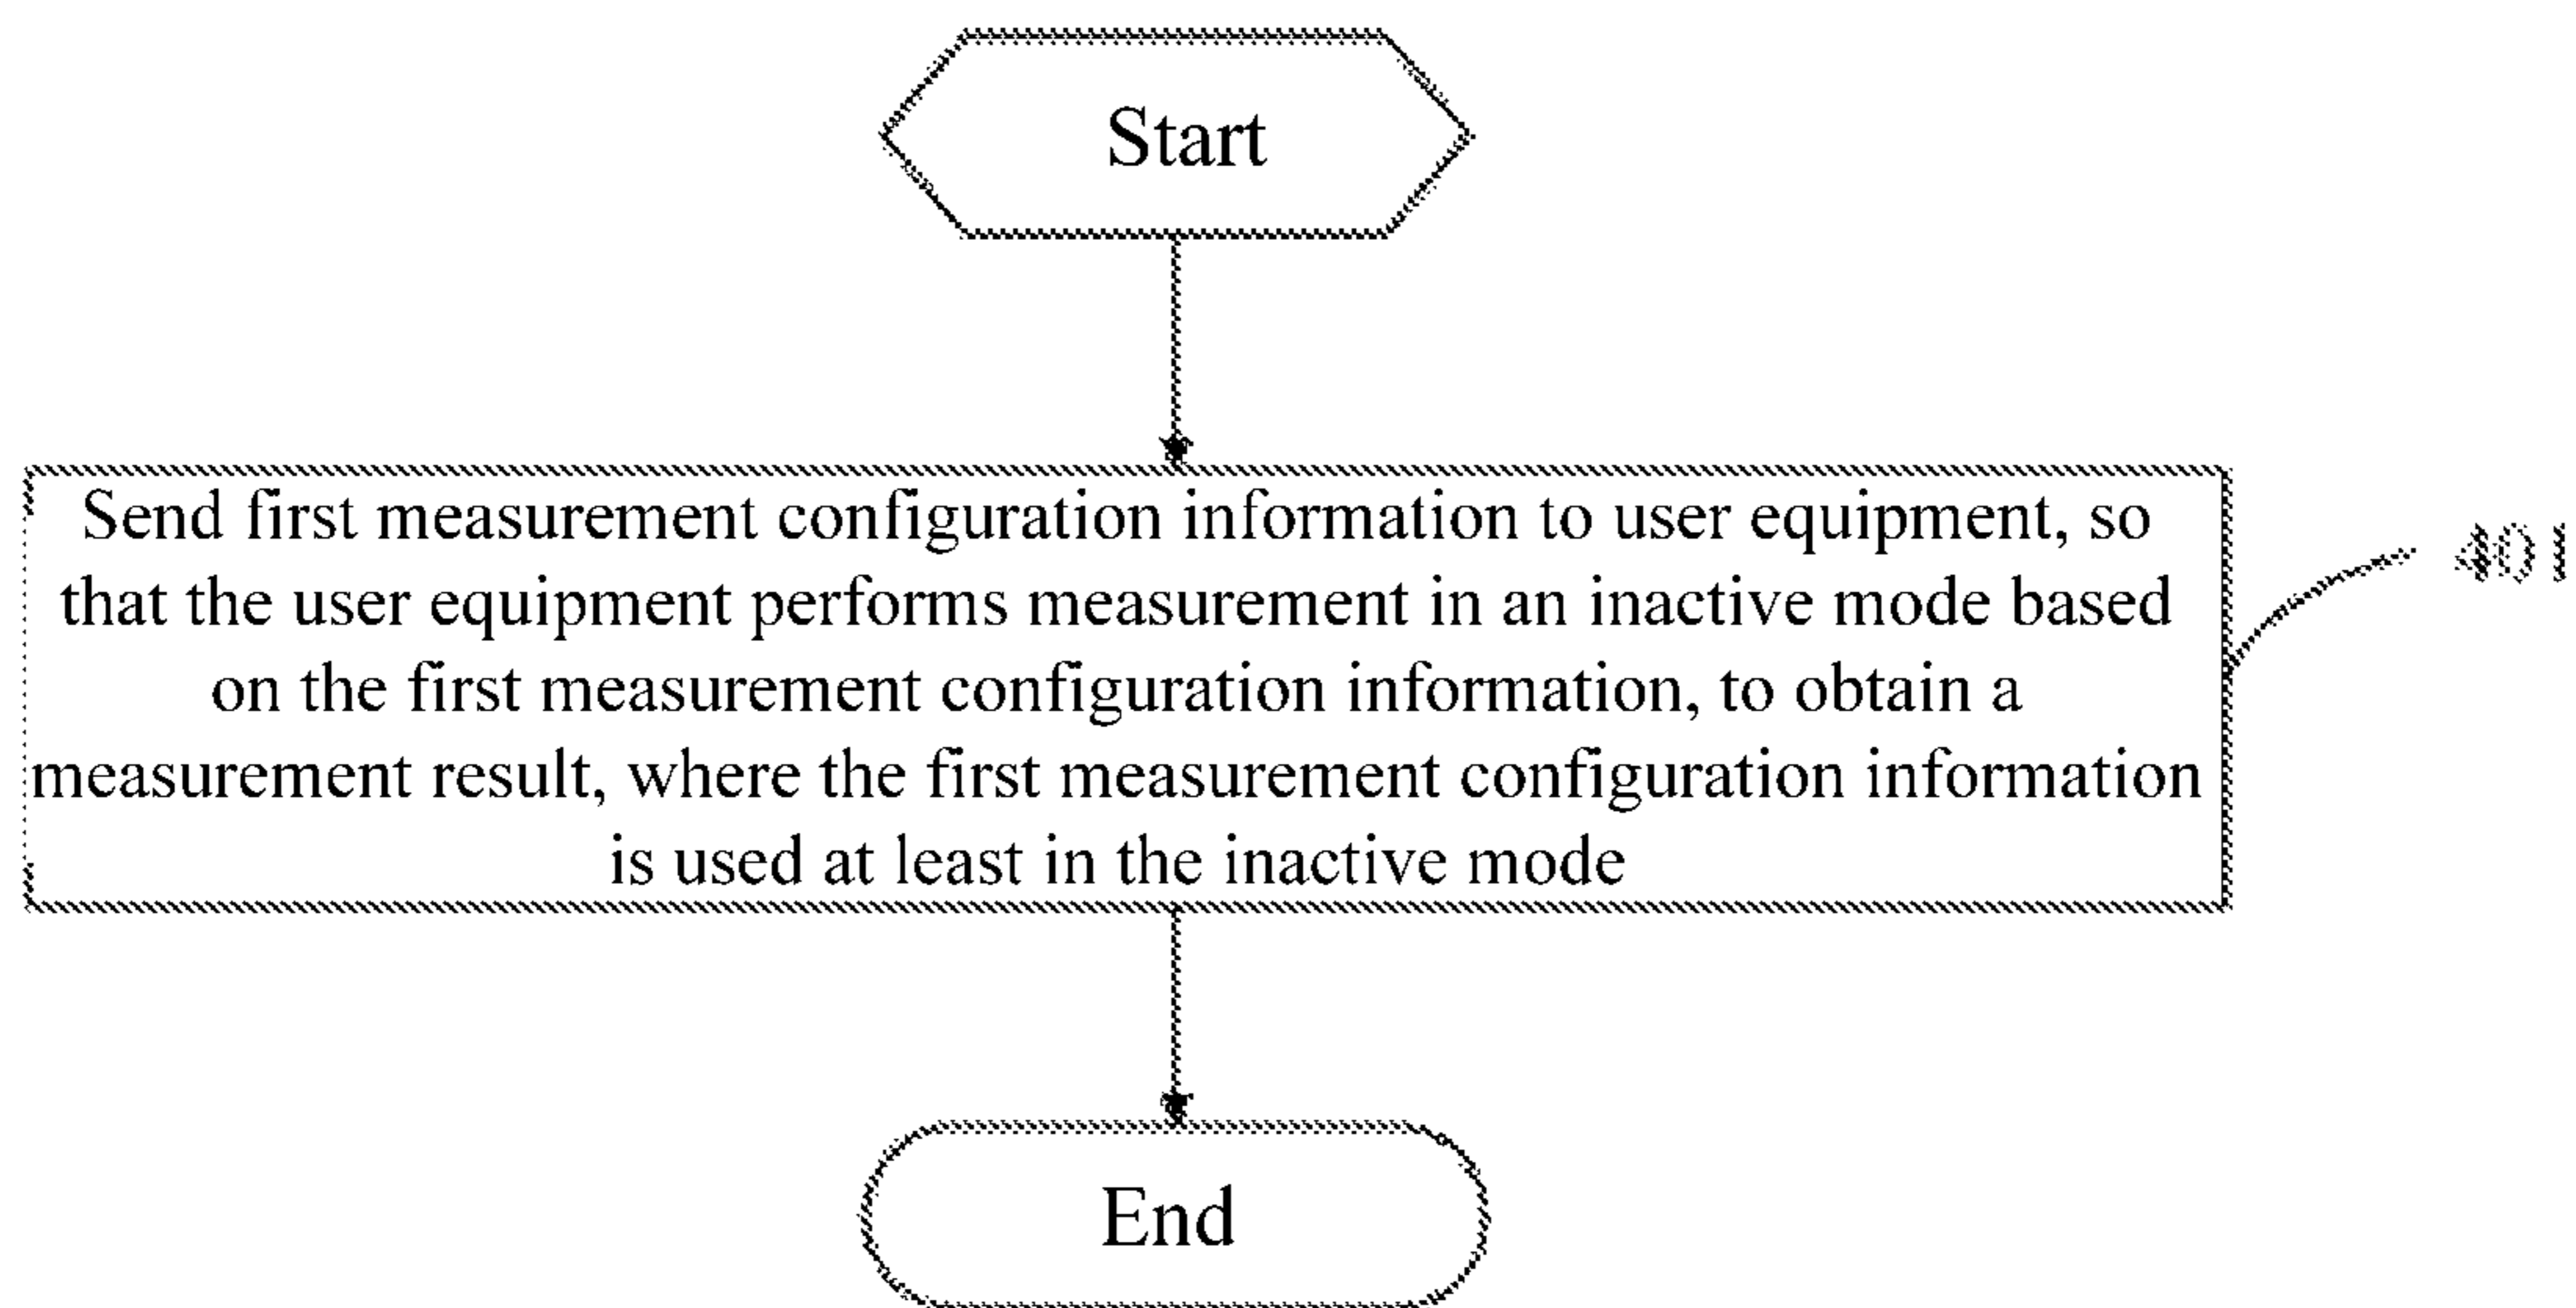 Start
Send first measurement configuration information to user equipment, so
that the user equipment performs measurement in an inactive mode based
on the first measurement configuration information, to obtain a
measurement result, where the first measurement configuration information
is used at least in the inactive mode
401
End